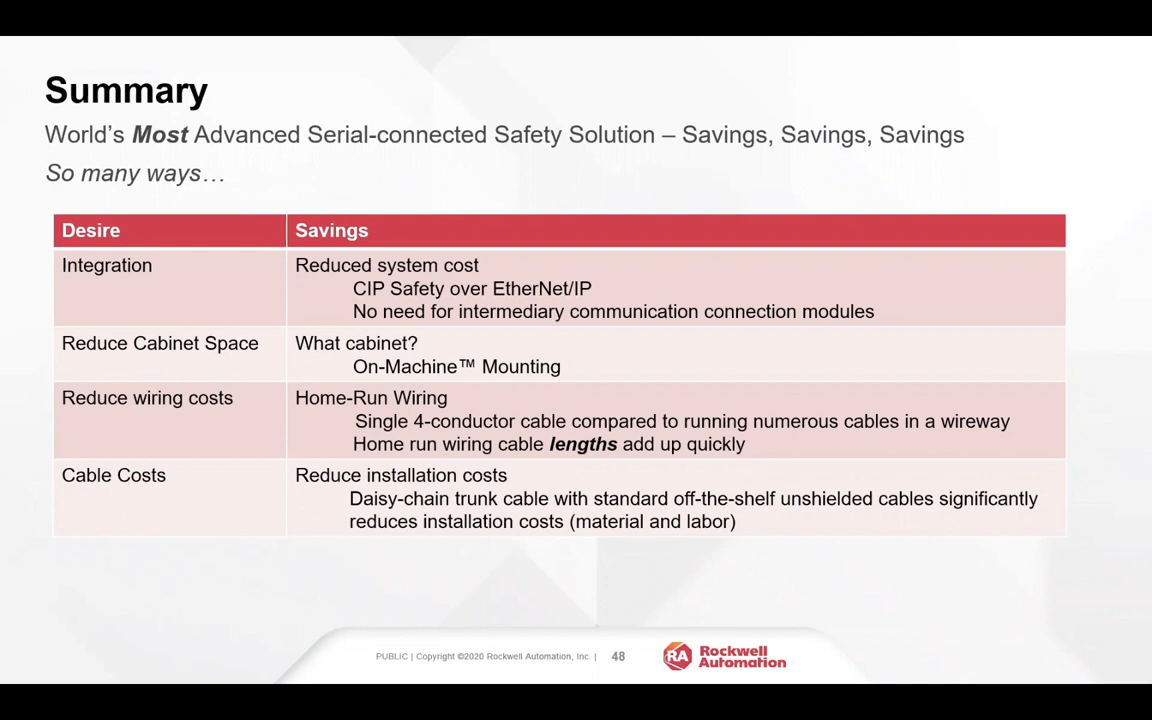 Summary
World's Most Advanced Serial-connected Safety Solution – Savings, Savings, Savings
So many ways…
Desire
Savings
Integration
Reduced system cost
CIP Safety over EtherNet/IP
No need for intermediary communication connection modules
Reduce Cabinet Space
What cabinet?
On-Machine™ Mounting
Reduce wiring costs
Home-Run Wiring
Single 4-conductor cable compared to running numerous cables in a wireway
Home run wiring cable lengths add up quickly
Cable Costs
Reduce installation costs
Daisy-chain trunk cable with standard off-the-shelf unshielded cables significantly
reduces installation costs (material and labor)
PUBLIC | Copyright ©2020 Rockwell Automation, Inc. |
48
RA
Rockwell
Automation